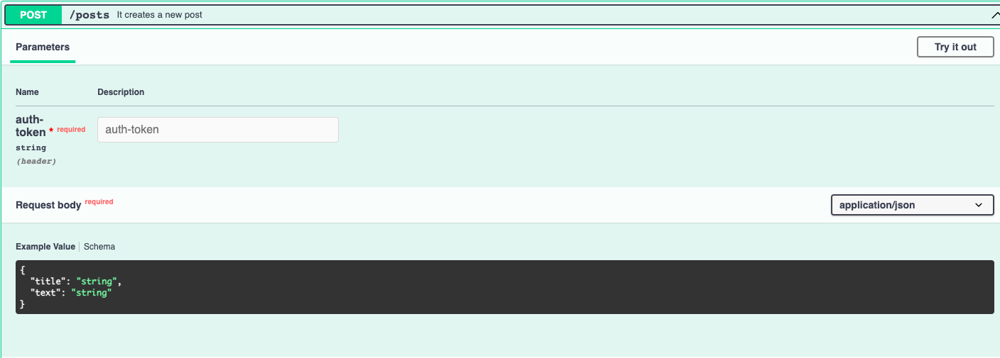 POST /posts It creates a new post
Parameters
Try it out
Name Description
auth-
token * required
auth-token
string
(header)
Request body required
application/json
Example Value Schema
{
"title": "string",
"text": "string"
}